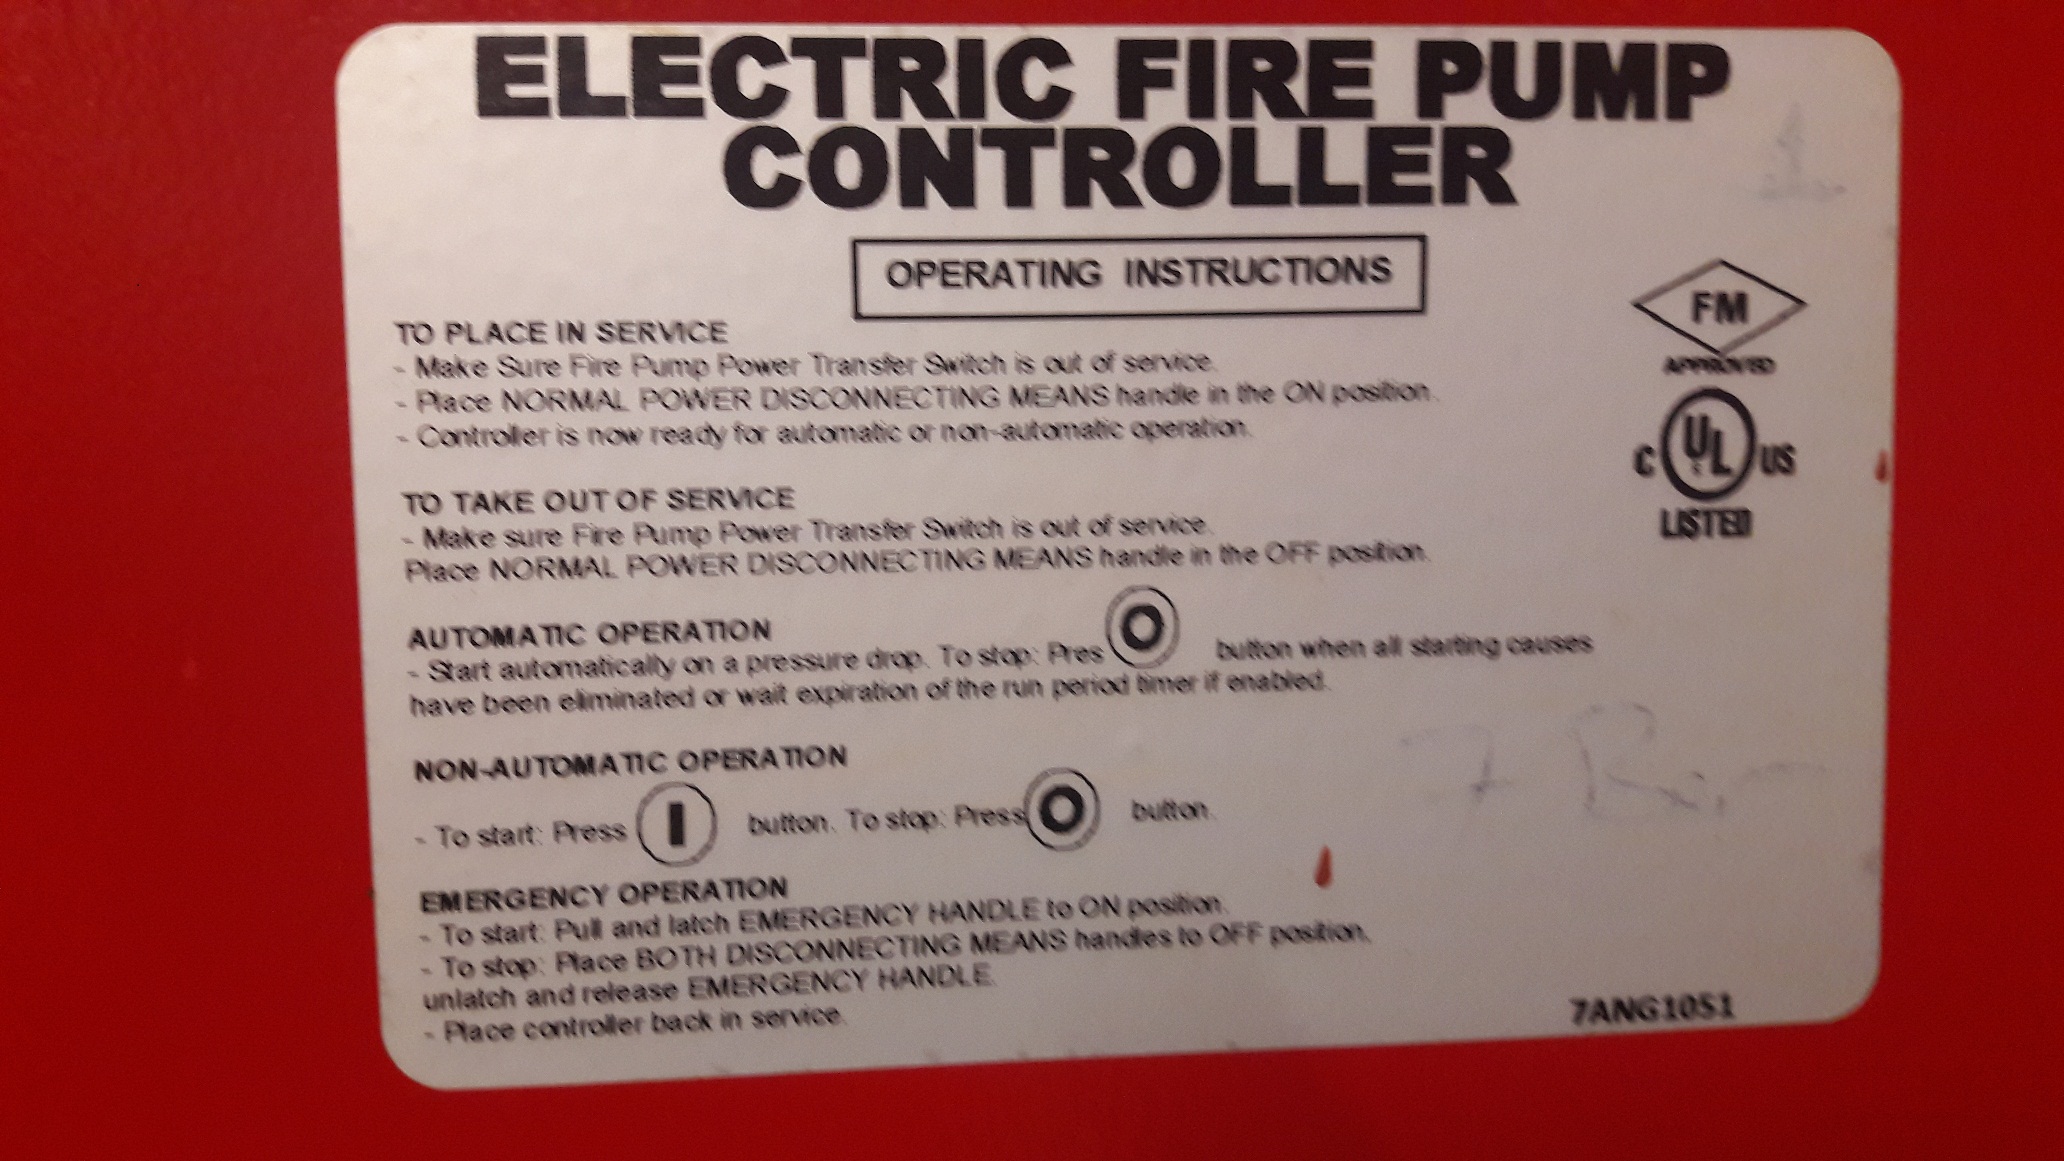 ELECTRIC FIRE PUMP
CONTROLLER
OPERATING INSTRUCTIONS
FM
APPROVED
C UL US
LISTED
TO PLACE IN SERVICE
- Make Sure Fire Pump Power Transfer Switch is out of service.
- Place NORMAL POWER DISCONNECTING MEANS handle in the ON position.
- Controller is now ready for automatic or non-automatic operation.
TO TAKE OUT OF SERVICE
- Make sure Fire Pump Power Transfer Switch is out of service.
Place NORMAL POWER DISCONNECTING MEANS handle in the OFF position.
AUTOMATIC OPERATION
- Start automatically on a pressure drop. To stop: Pres O button when all starting causes
have been eliminated or wait expiration of the run period timer if enabled.
NON-AUTOMATIC OPERATION
- To start: Press I button. To stop: Press O button.
EMERGENCY OPERATION
- To start: Pull and latch EMERGENCY HANDLE to ON position.
- To stop: Place BOTH DISCONNECTING MEANS handles to OFF position,
unlatch and release EMERGENCY HANDLE.
- Place controller back in service.
7ANG1051